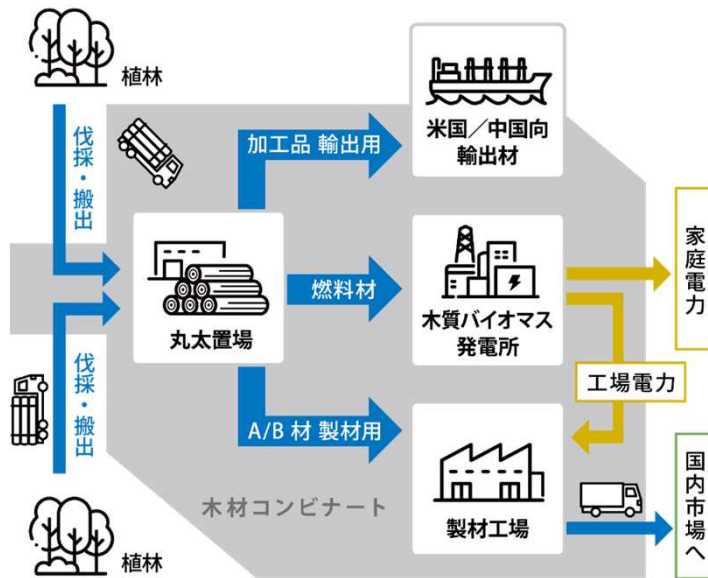 植林
伐採・搬出
加工品 輸出用
米国／中国向
輸出材
丸太置場
燃料材
木質バイオマス
発電所
家庭電力
工場電力
伐採・搬出
A/B 材 製材用
木材コンビナート
製材工場
国内市場へ
植林